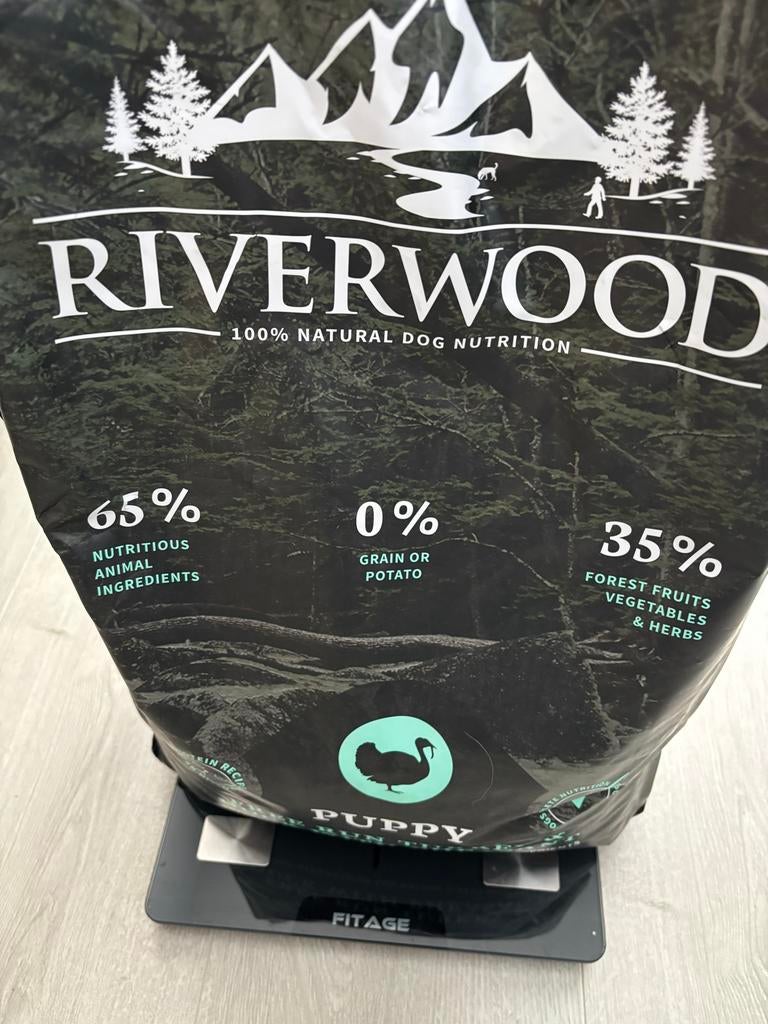 RIVERWOOD
100% NATURAL DOG NUTRITION
65%
NUTRITIOUS
ANIMAL
INGREDIENTS
0%
GRAIN OR
POTATO
35%
FOREST FRUITS
VEGETABLES
& HERBS
PUPPY
RUN
FITAGE